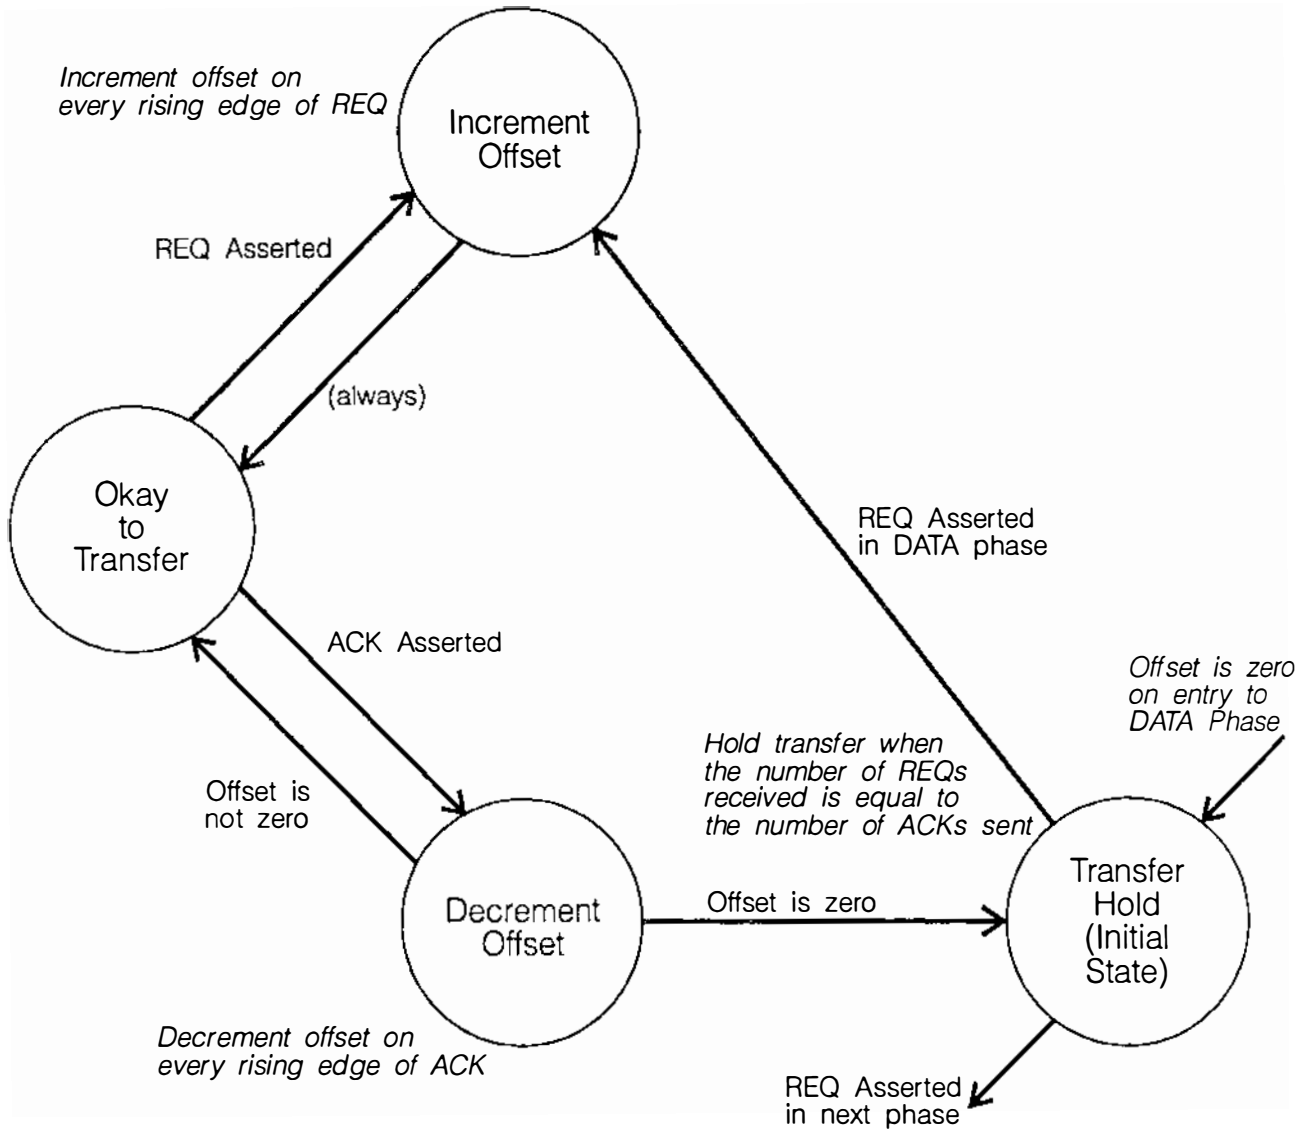 Increment offset on
every rising edge of REQ
Increment
Offset
REQ Asserted
(always)
Okay
to
Transfer
REQ Asserted
in DATA phase
ACK Asserted
Offset is zero
on entry to
DATA Phase
Hold transfer when
the number of REQs
received is equal to
the number of ACKs sent
Offset is
not zero
Transfer
Hold
(Initial
State)
Offset is zero
Decrement
Offset
Decrement offset on
every rising edge of ACK
REQ Asserted
in next phase